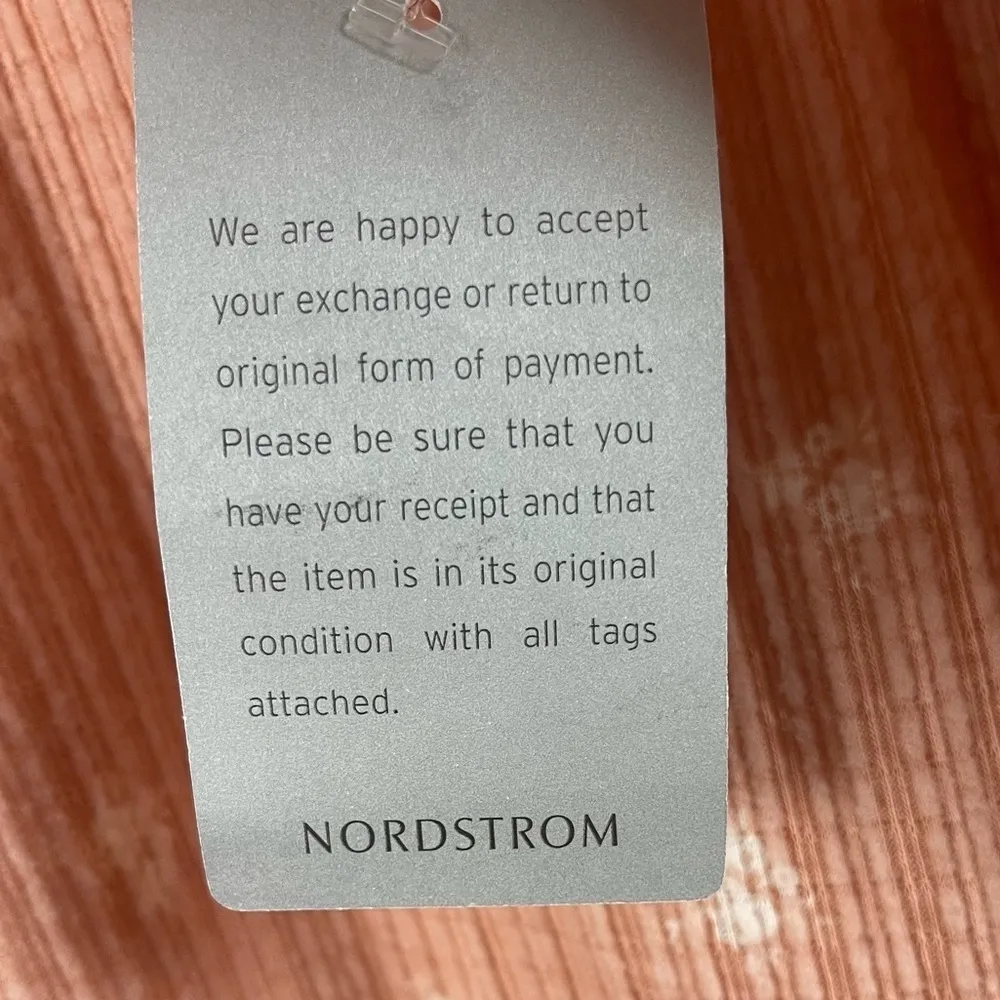 We are happy to accept
your exchange or return to
original form of payment.
Please be sure that you
have your receipt and that
the item is in its original
condition with all tags
attached.
NORDSTROM